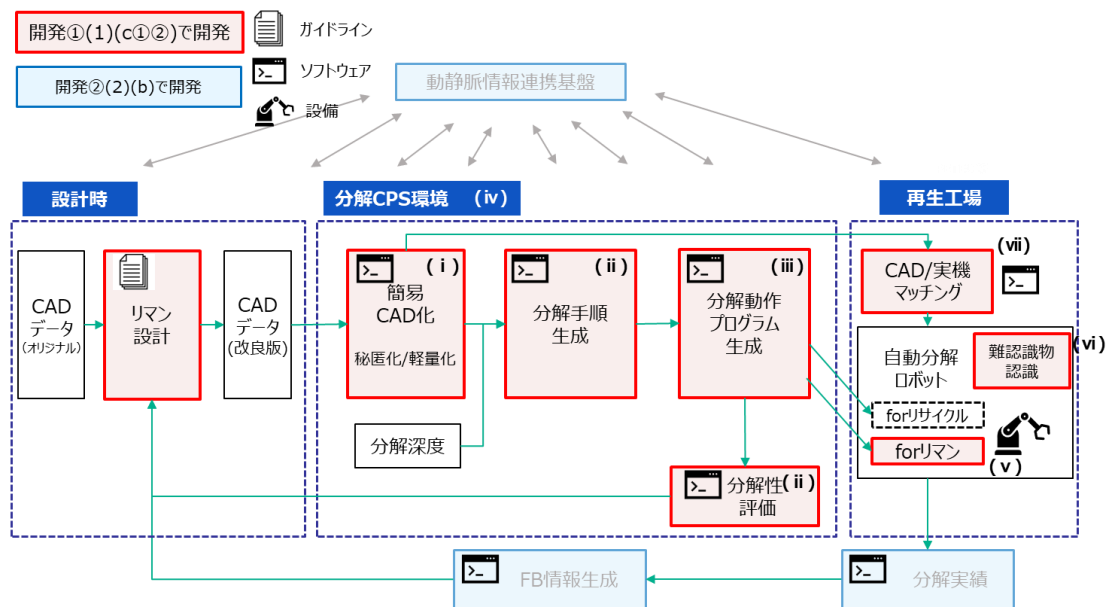 開発①(1)(c①②)で開発
ガイドライン
開発②(2)(b)で開発
ソフトウェア
設備
動静脈情報連携基盤
設計時
分解CPS環境 (iv)
再生工場
CAD
データ
(オリジナル)
リマン
設計
CAD
データ
(改良版)
(i)
簡易
CAD化
秘匿化/軽量化
(ii)
分解手順
生成
(iii)
分解動作
プログラム
生成
(vii)
CAD/実機
マッチング
自動分解
ロボット
難認識物
認識
(vi)
forリサイクル
forリマン
(v)
分解深度
分解性(ii)
評価
FB情報生成
分解実績